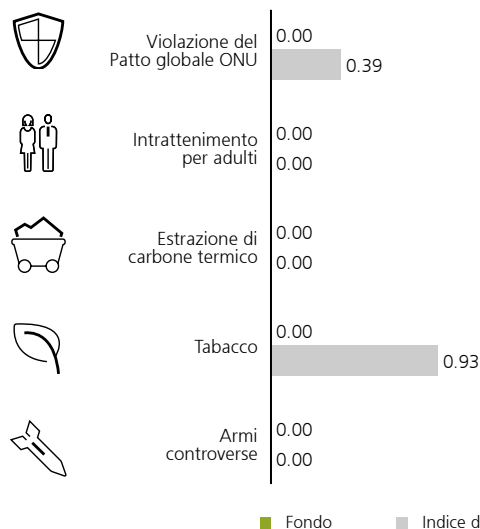 Violazione del
Patto globale ONU
0.00
0.39
Intrattenimento
per adulti
0.00
0.00
Estrazione di
carbone termico
0.00
0.00
Tabacco
0.00
0.93
Armi
controverse
0.00
0.00
Fondo
Indice d